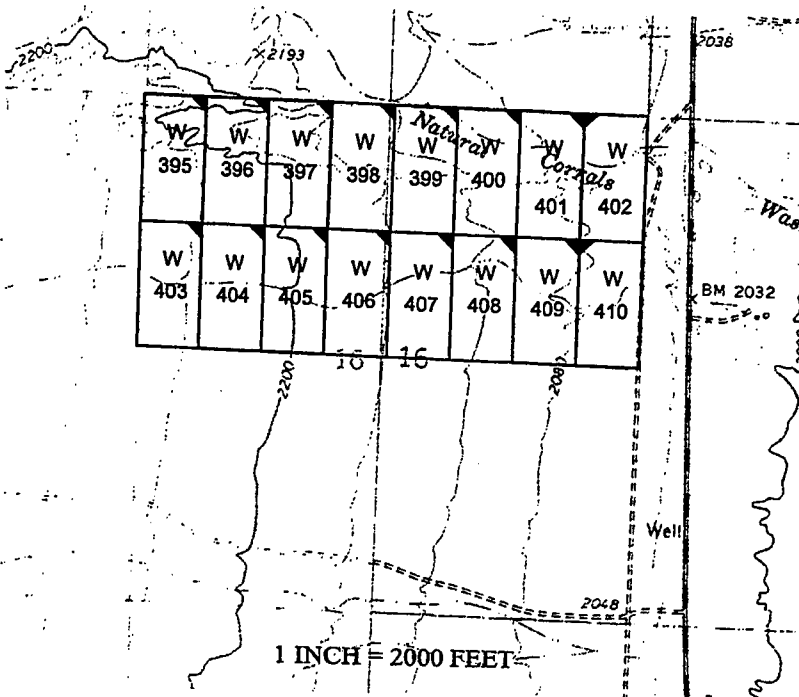 2200
×2193
2038
Natural Corrals
Was
W 395
W 396
W 397
W 398
W 399
W 400
W 401
W 402
W 403
W 404
W 405
W 406
W 407
W 408
W 409
W 410
BM 2032
16
2200
2080
Well
2048
1 INCH = 2000 FEET